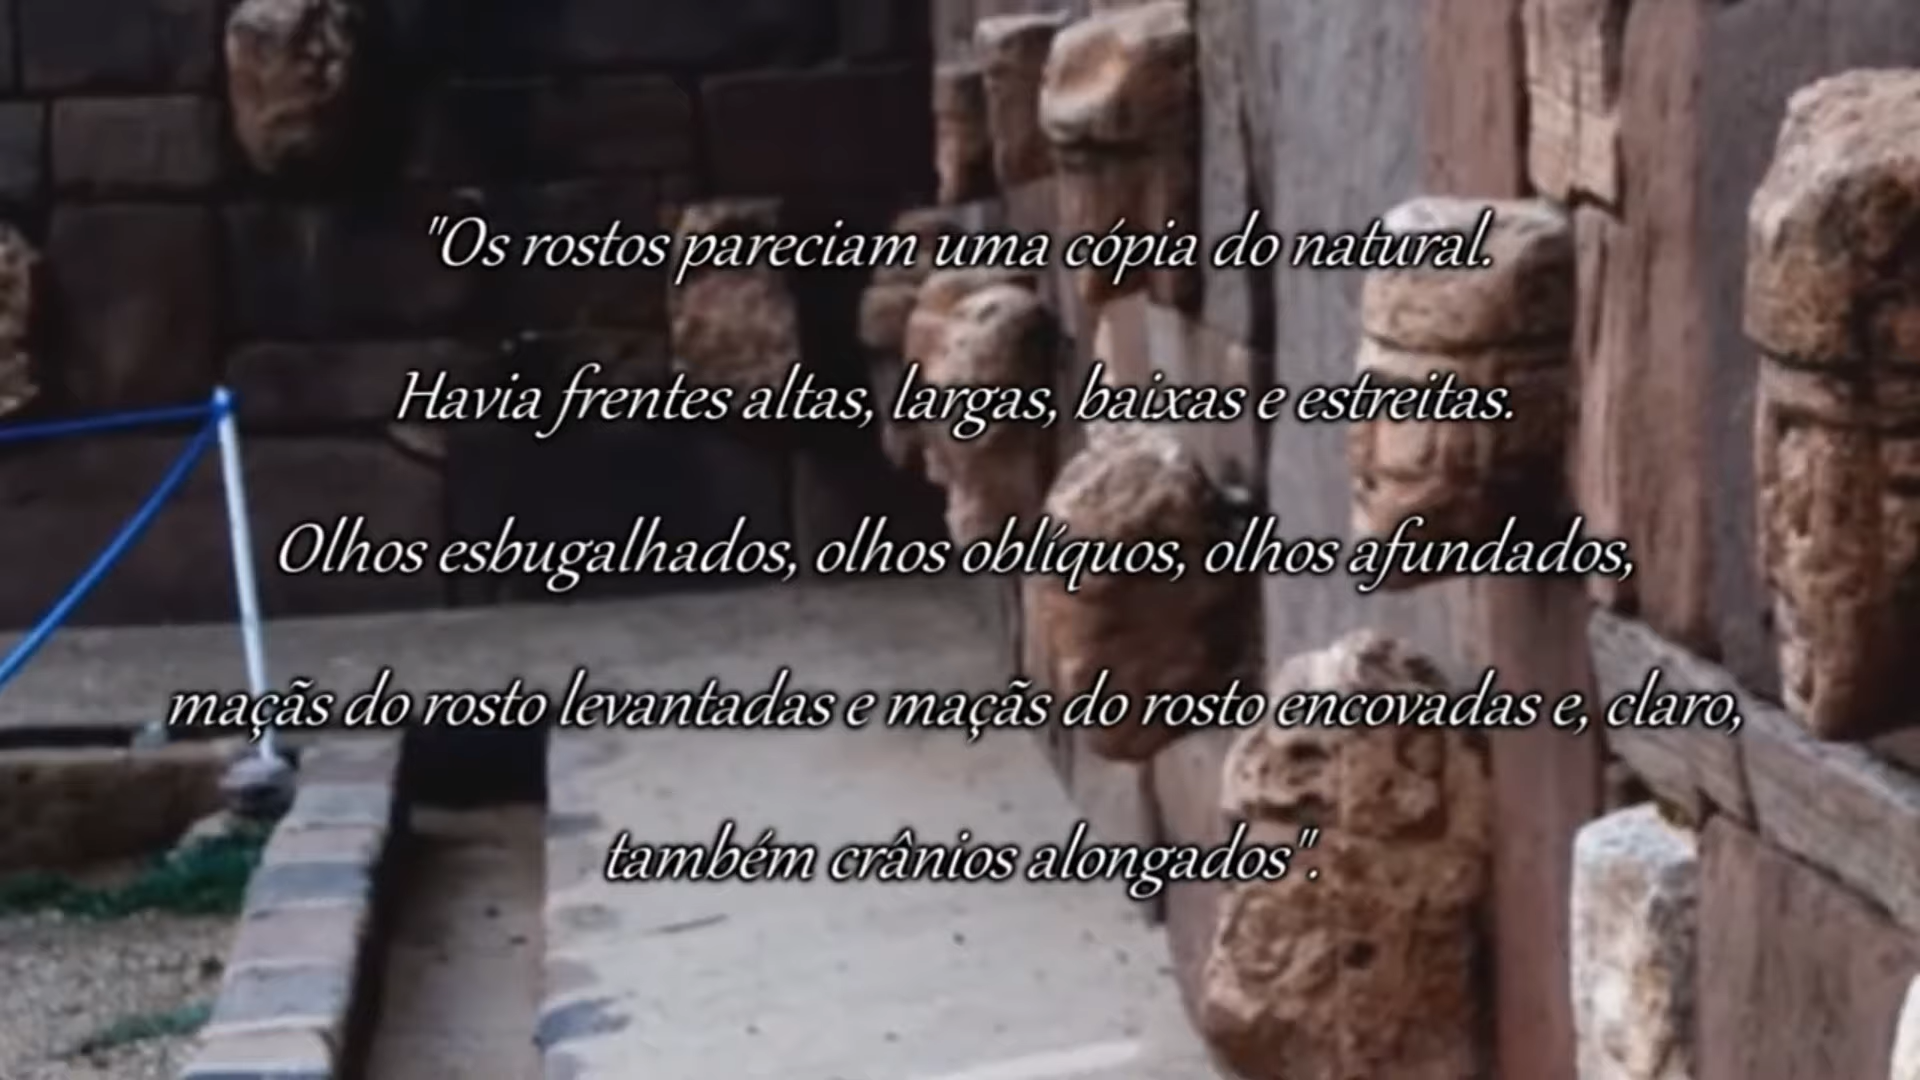 "Os rostos pareciam uma cópia do natural.
Havia frentes altas, largas, baixas e estreitas.
Olhos esbugalhados, olhos oblíquos, olhos afundados,
maçãs do rosto levantadas e maçãs do rosto encovadas e, claro,
também crânios alongados".